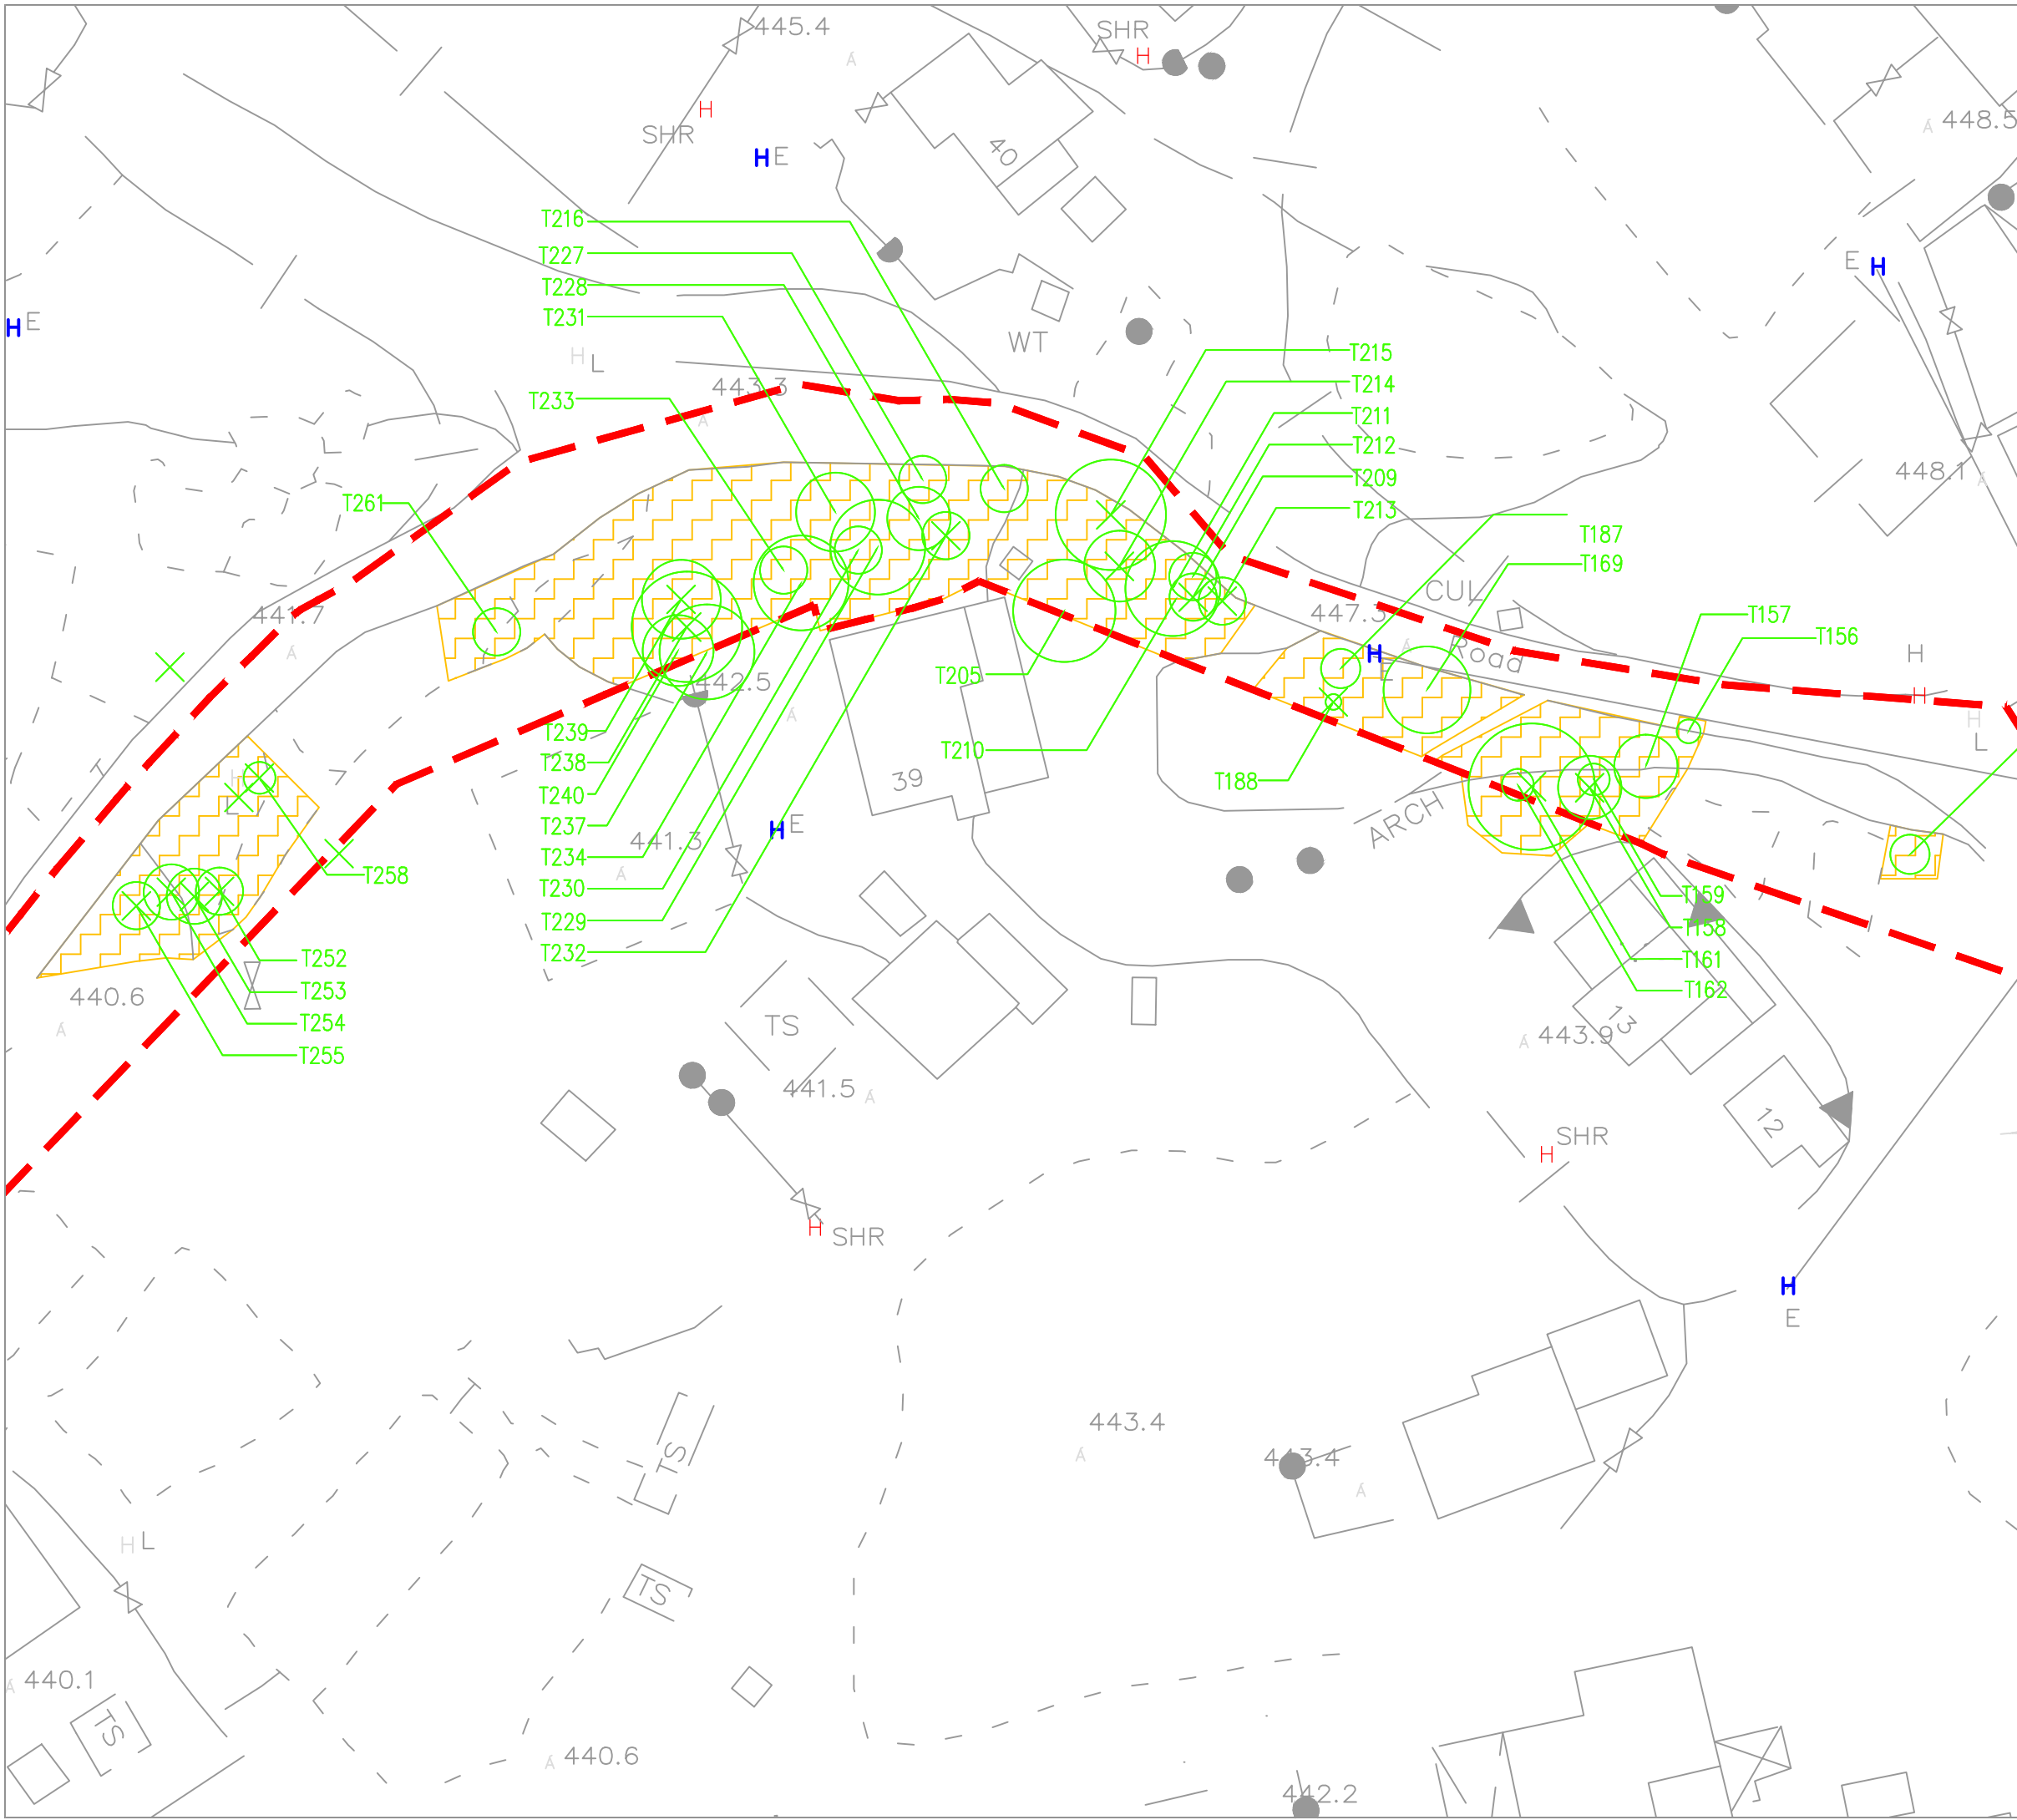 445.4
SHR
H
H
SHR
448.5
40
H E
T216
T227
E H
T228
H E
T231
WT
H L
T215
443.3
T214
T233
T211
T212
448.1
T209
T261
T213
T187
T169
CUL
441.7
447.3
T157
Road
T156
H
H
E
T205
442.5
H
H
L
T239
T210
T238
39
T188
H
L
T240
ARCH
T237
H E
441.3
T234
T258
T230
T159
T229
T158
T232
T252
T161
T253
T162
440.6
T254
TS
13
443.9
T255
441.5
12
SHR
H
H
SHR
H
E
443.4
443.4
TS
H L
TS
440.1
TS
440.6
442.2